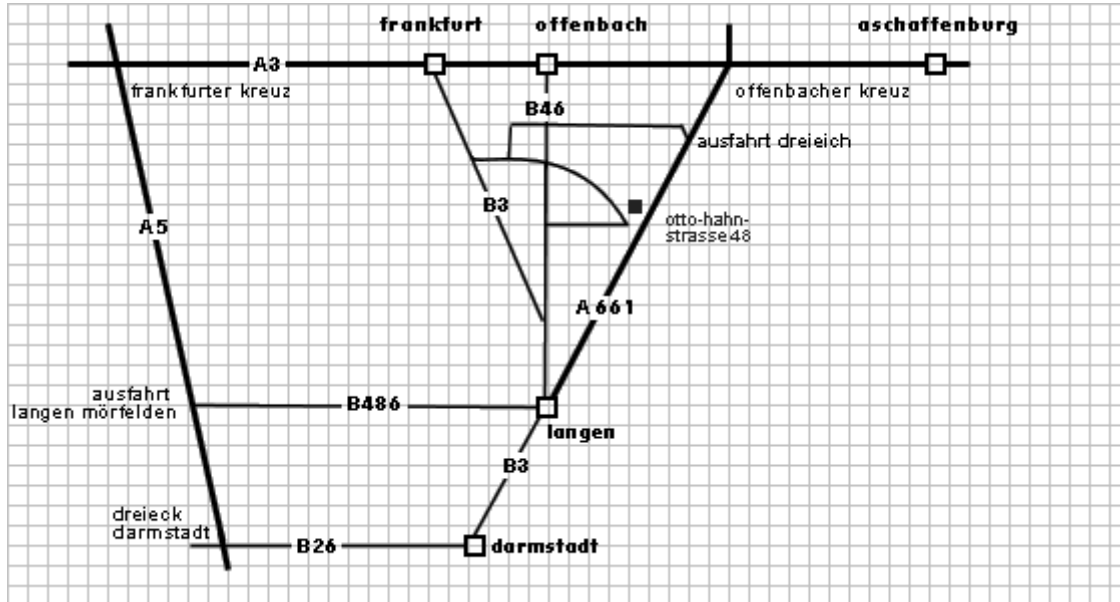 frankfurt
offenbach
aschaffenburg
A3
frankfurter kreuz
offenbacher kreuz
B46
ausfahrt dreieich
B3
A5
otto-hahn-
strasse48
A 661
ausfahrt
langen mörfelden
B486
langen
B3
dreieck
darmstadt
B26
darmstadt